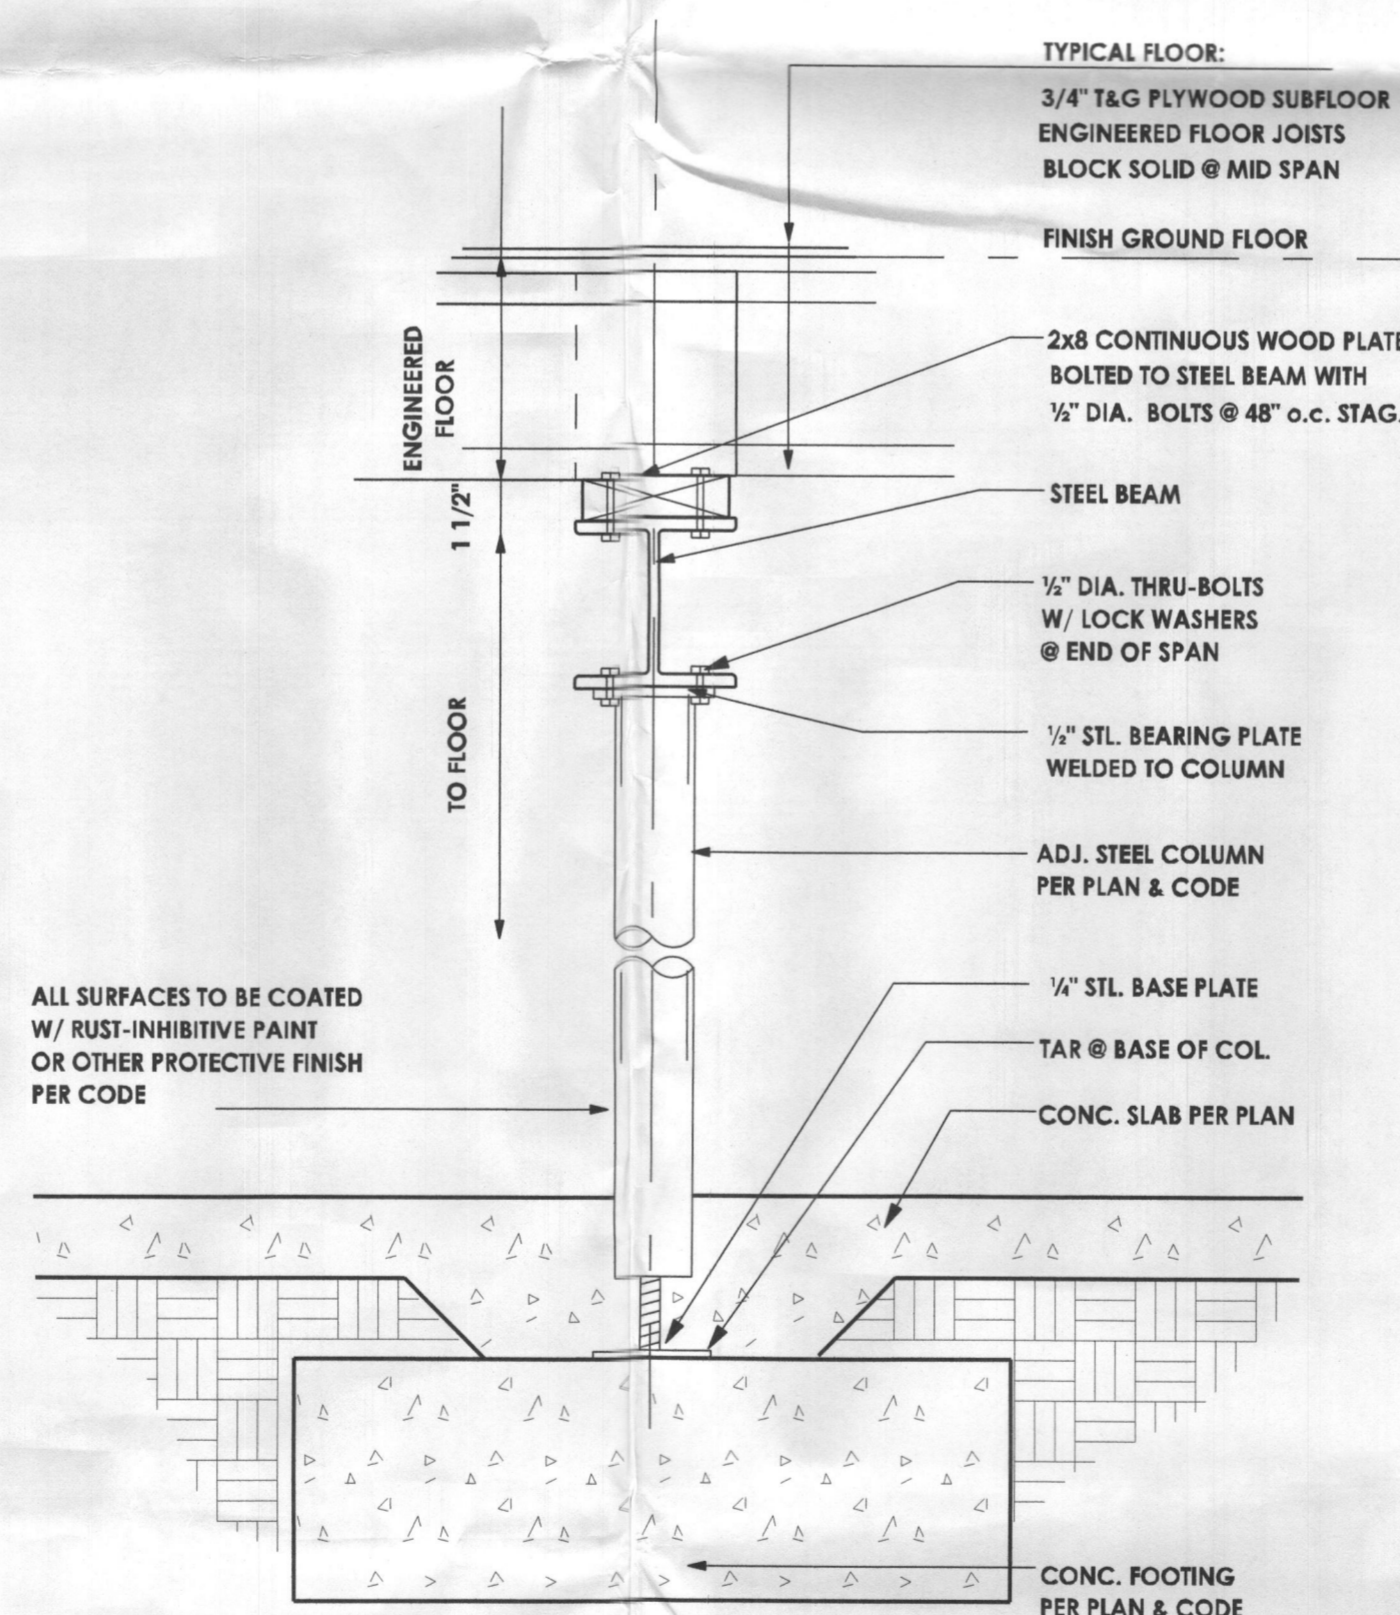 TYPICAL FLOOR:
3/4" T&G PLYWOOD SUBFLOOR
ENGINEERED FLOOR JOISTS
BLOCK SOLID @ MID SPAN
FINISH GROUND FLOOR
2x8 CONTINUOUS WOOD PLATE
BOLTED TO STEEL BEAM WITH
½" DIA. BOLTS @ 48" o.c. STAG.
ENGINEERED
FLOOR
1 1/2"
STEEL BEAM
½" DIA. THRU-BOLTS
W/ LOCK WASHERS
@ END OF SPAN
TO FLOOR
½" STL. BEARING PLATE
WELDED TO COLUMN
ADJ. STEEL COLUMN
PER PLAN & CODE
ALL SURFACES TO BE COATED
W/ RUST-INHIBITIVE PAINT
OR OTHER PROTECTIVE FINISH
PER CODE
¼" STL. BASE PLATE
TAR @ BASE OF COL.
CONC. SLAB PER PLAN
CONC. FOOTING
PER PLAN & CODE